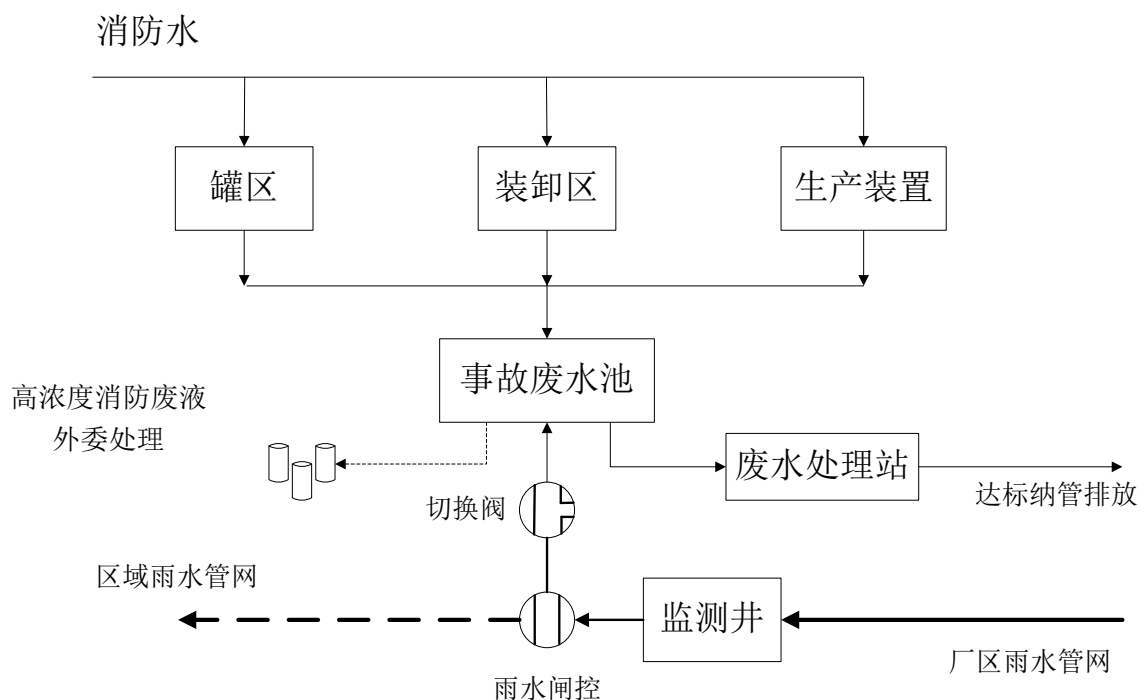 消防水
罐区
装卸区
生产装置
事故废水池
高浓度消防废液
外委处理
废水处理站
切换阀
达标纳管排放
区域雨水管网
监测井
厂区雨水管网
雨水闸控